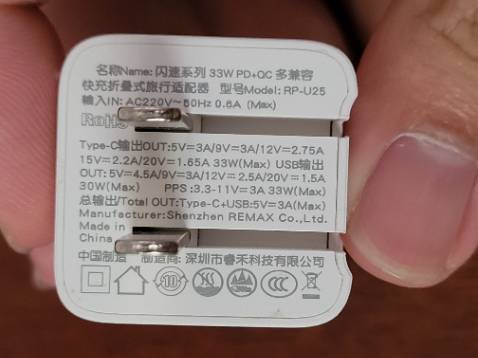 名称Name: 闪速系列 33W PD+QC 多兼容
快充折叠式旅行适配器 型号Model: RP-U25
输入IN: AC220V~50Hz 0.6A (Max)
RoHS
Type-C输出OUT:5V=3A/9V=3A/12V=2.75A
15V=2.2A/20V=1.65A 33W(Max) USB输出
OUT: 5V=4.5A/9V=3A/12V=2.5A/20V=1.5A
30W(Max) PPS :3.3-11V=3A 33W(Max)
总输出/Total OUT:Type-C+USB:5V=3A(Max)
Manufacturer: Shenzhen REMAX Co.,Ltd.
Made in
China
中国制造 制造商: 深圳市睿禾科技有限公司
10